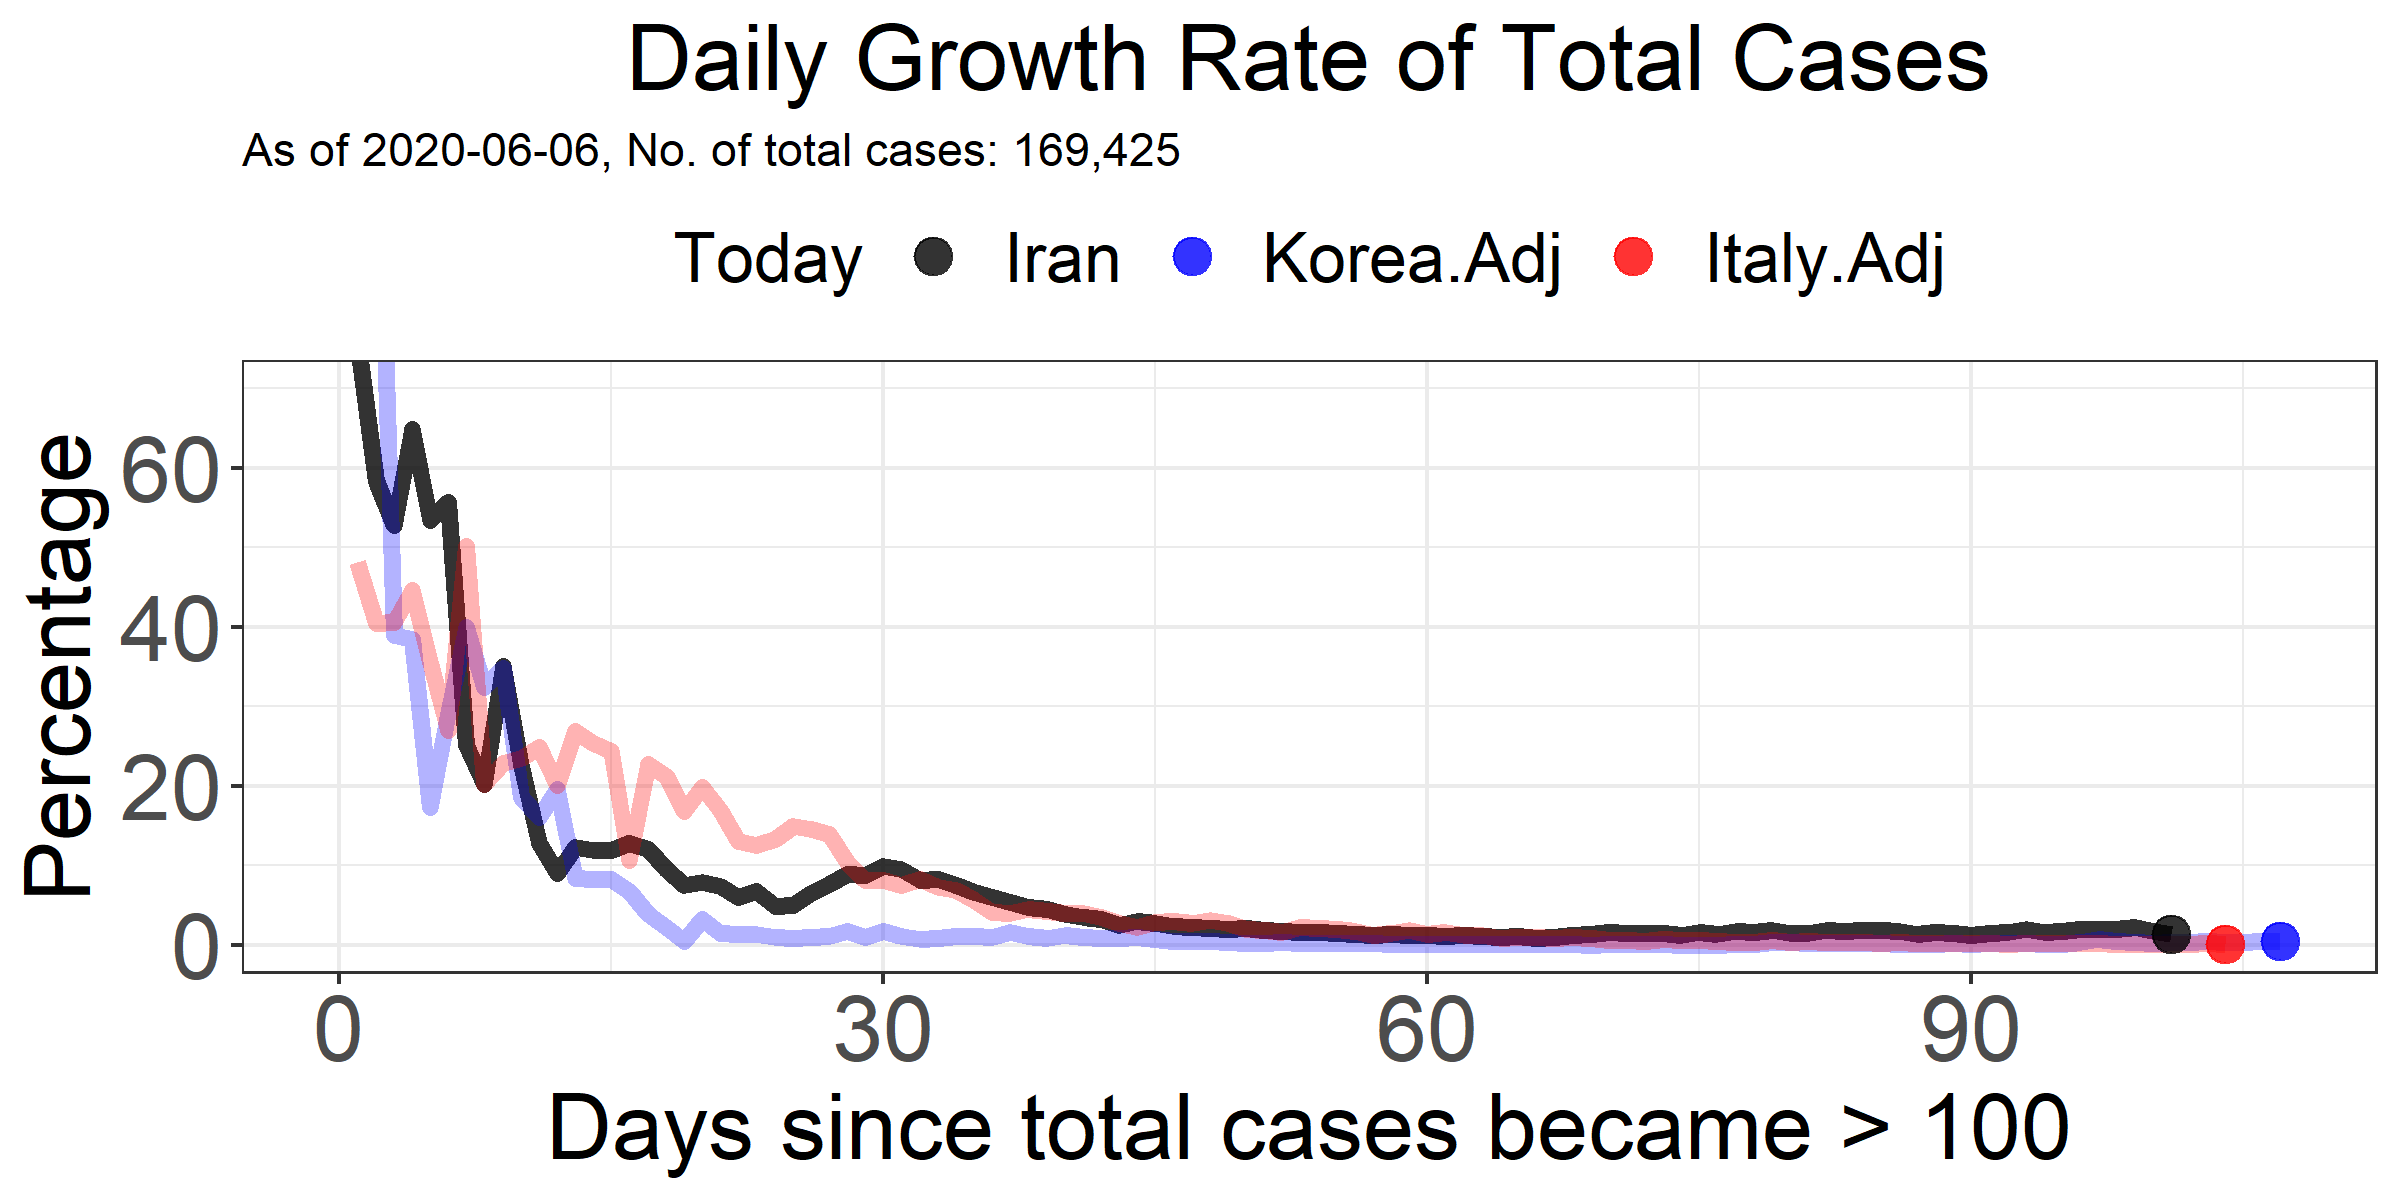 Daily Growth Rate of Total Cases
As of 2020-06-06, No. of total cases: 169,425
Today Iran Korea.Adj Italy.Adj
Percentage
60
40
20
0
0 30 60 90
Days since total cases became > 100